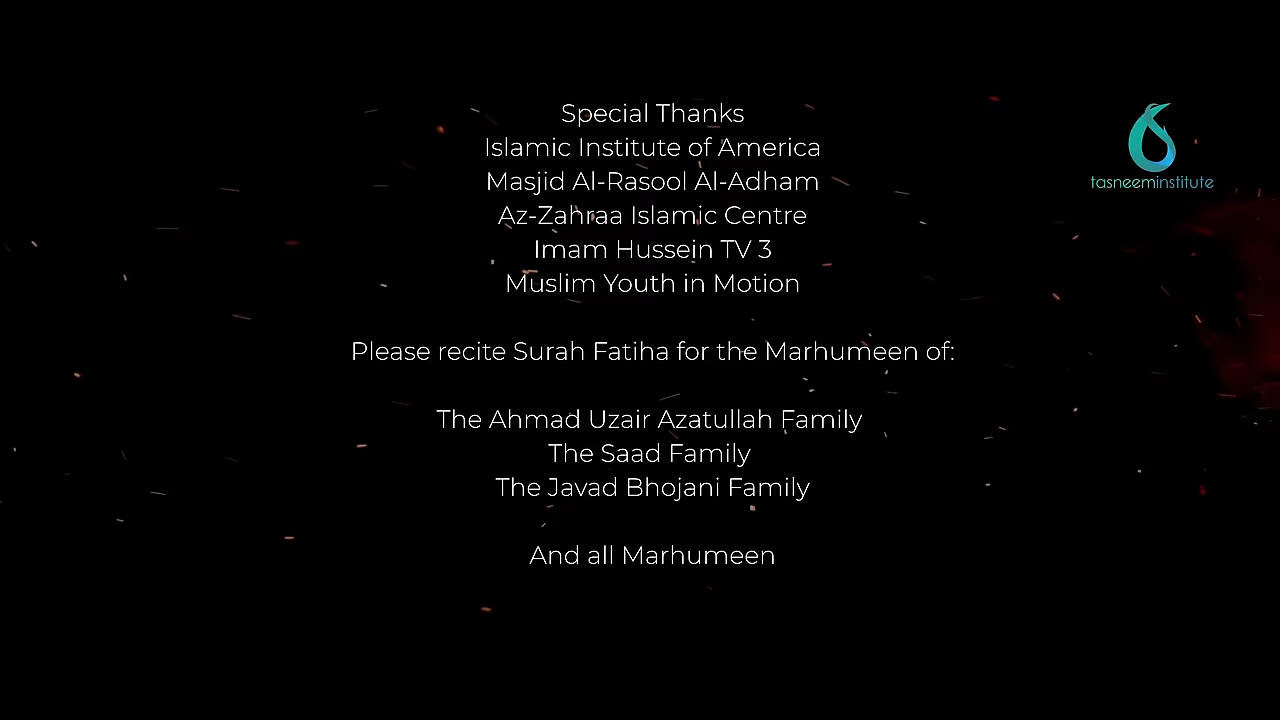 Special Thanks
Islamic Institute of America
Masjid Al-Rasool Al-Adham
Az-Zahraa Islamic Centre
Imam Hussein TV 3
Muslim Youth in Motion
Please recite Surah Fatiha for the Marhumeen of:
The Ahmad Uzair Azatullah Family
The Saad Family
The Javad Bhojani Family
And all Marhumeen
tasneeminstitute